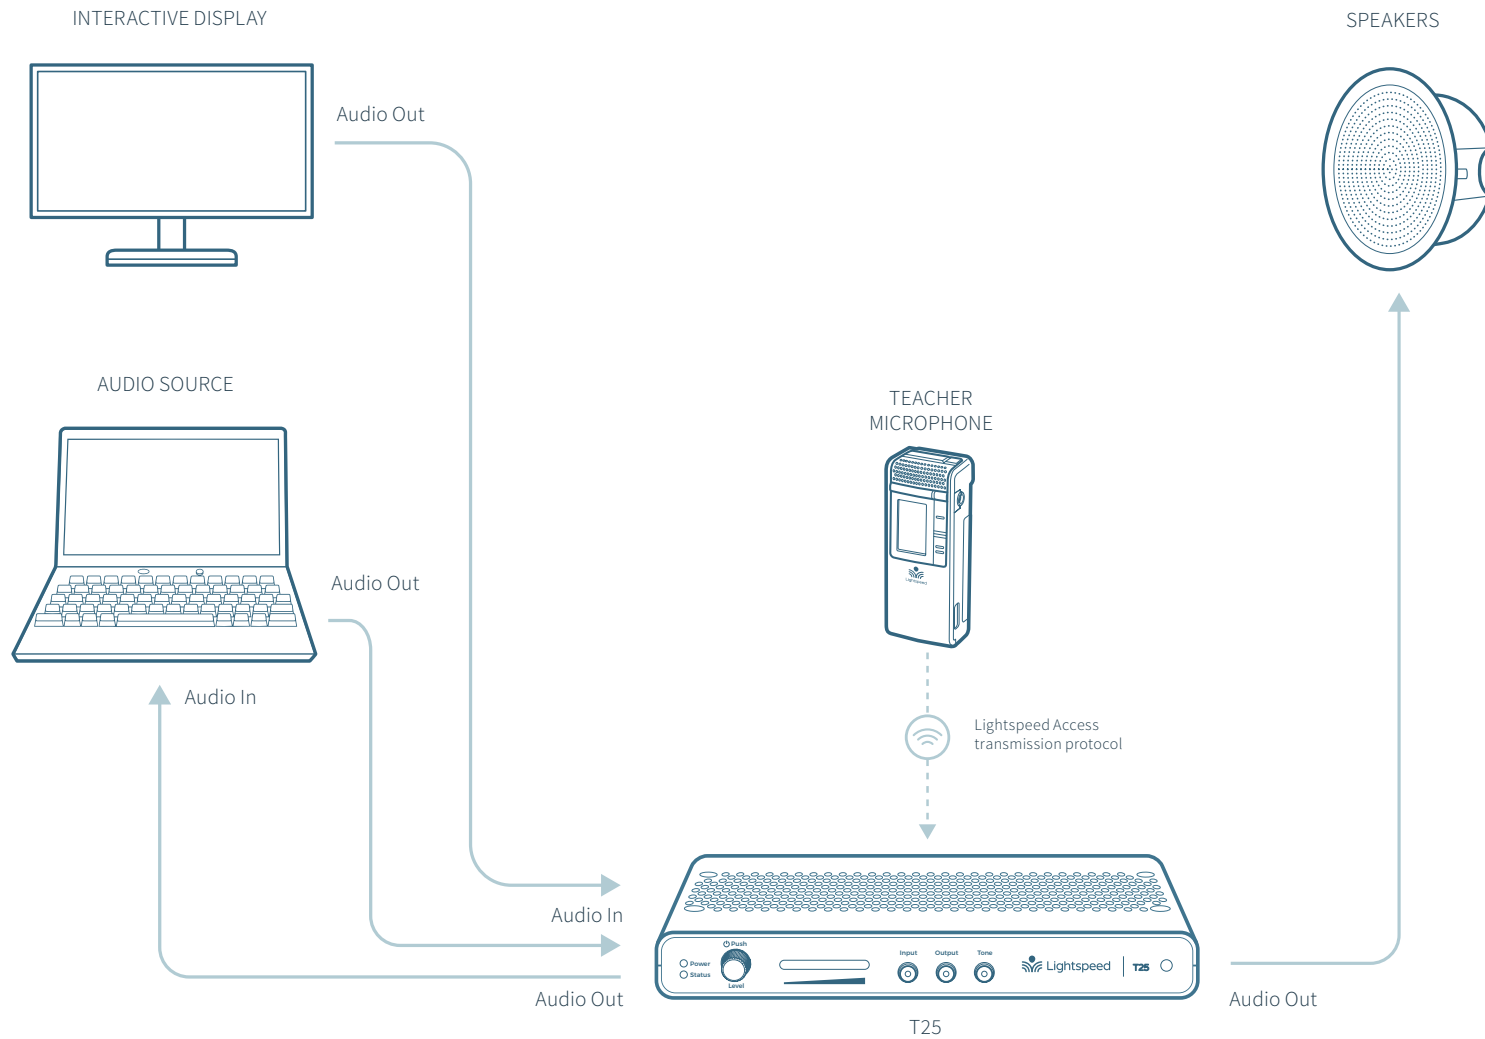 INTERACTIVE DISPLAY
SPEAKERS
Audio Out
AUDIO SOURCE
TEACHER
MICROPHONE
Lightspeed
Audio Out
Audio In
Lightspeed Access
transmission protocol
Audio In
Push
Power
Status
Level
Input
Output
Tone
Lightspeed
T25
Audio Out
Audio Out
T25